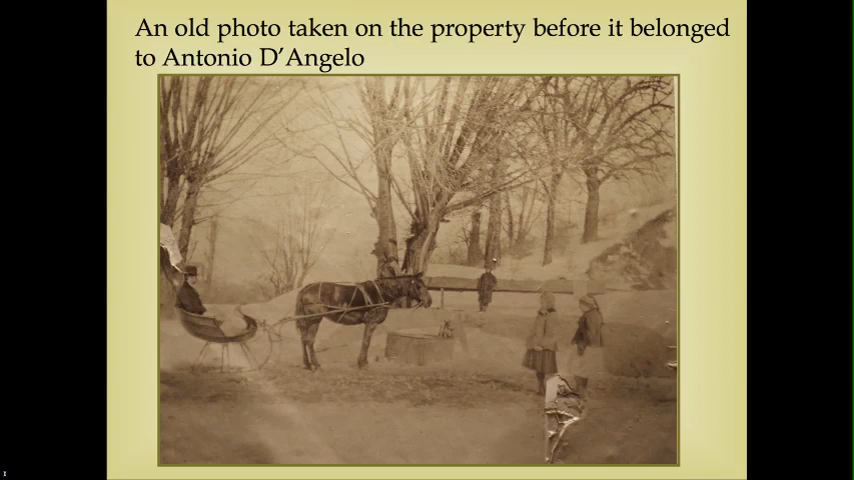 An old photo taken on the property before it belonged
to Antonio D’Angelo